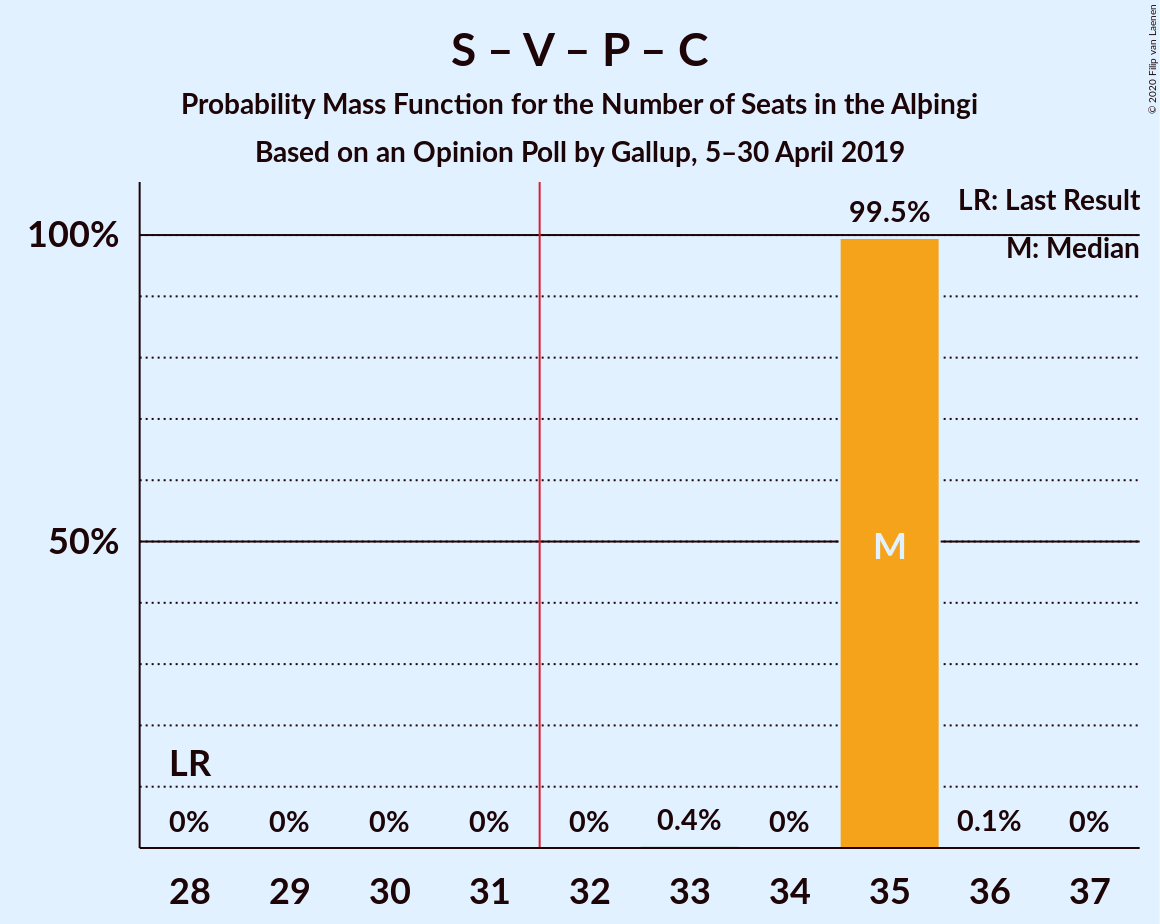 S – V – P – C
Probability Mass Function for the Number of Seats in the Alþingi
Based on an Opinion Poll by Gallup, 5–30 April 2019
© 2020 Filip van Laenen
LR: Last Result
M: Median
99.5%
100%
50%
M
LR
0% 0% 0% 0% 0% 0.4% 0% 0.1% 0%
28 29 30 31 32 33 34 35 36 37